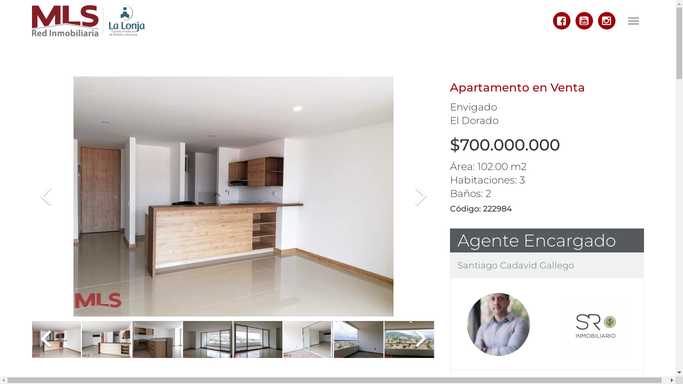 MLS
Red Inmobiliaria
La Lonja
Apartamento en Venta
Envigado
El Dorado
$700.000.000
Área: 102.00 m2
Habitaciones: 3
Baños: 2
Código: 222984
MLS
Agente Encargado
Santiago Cadavid Gallego
SR
INMOBILIARIO